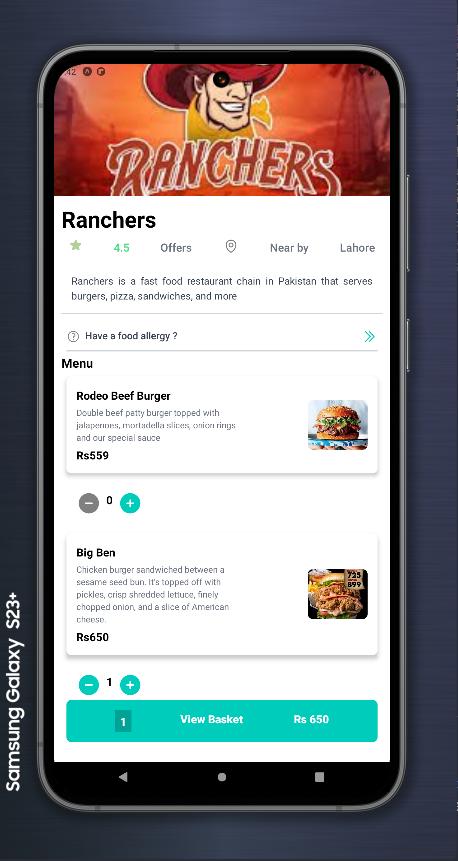 :42
RANCHERS
Ranchers
4.5 Offers Near by Lahore
Ranchers is a fast food restaurant chain in Pakistan that serves
burgers, pizza, sandwiches, and more
? Have a food allergy ?
Menu
Rodeo Beef Burger
Double beef patty burger topped with
jalapenoes, mortadella slices, onion rings
and our special sauce
Rs559
− 0 +
Big Ben
Chicken burger sandwiched between a
sesame seed bun. It's topped off with
pickles, crisp shredded lettuce, finely
chopped onion, and a slice of American
cheese.
Rs650
725
899
− 1 +
1 View Basket Rs 650
Samsung Galaxy S23+